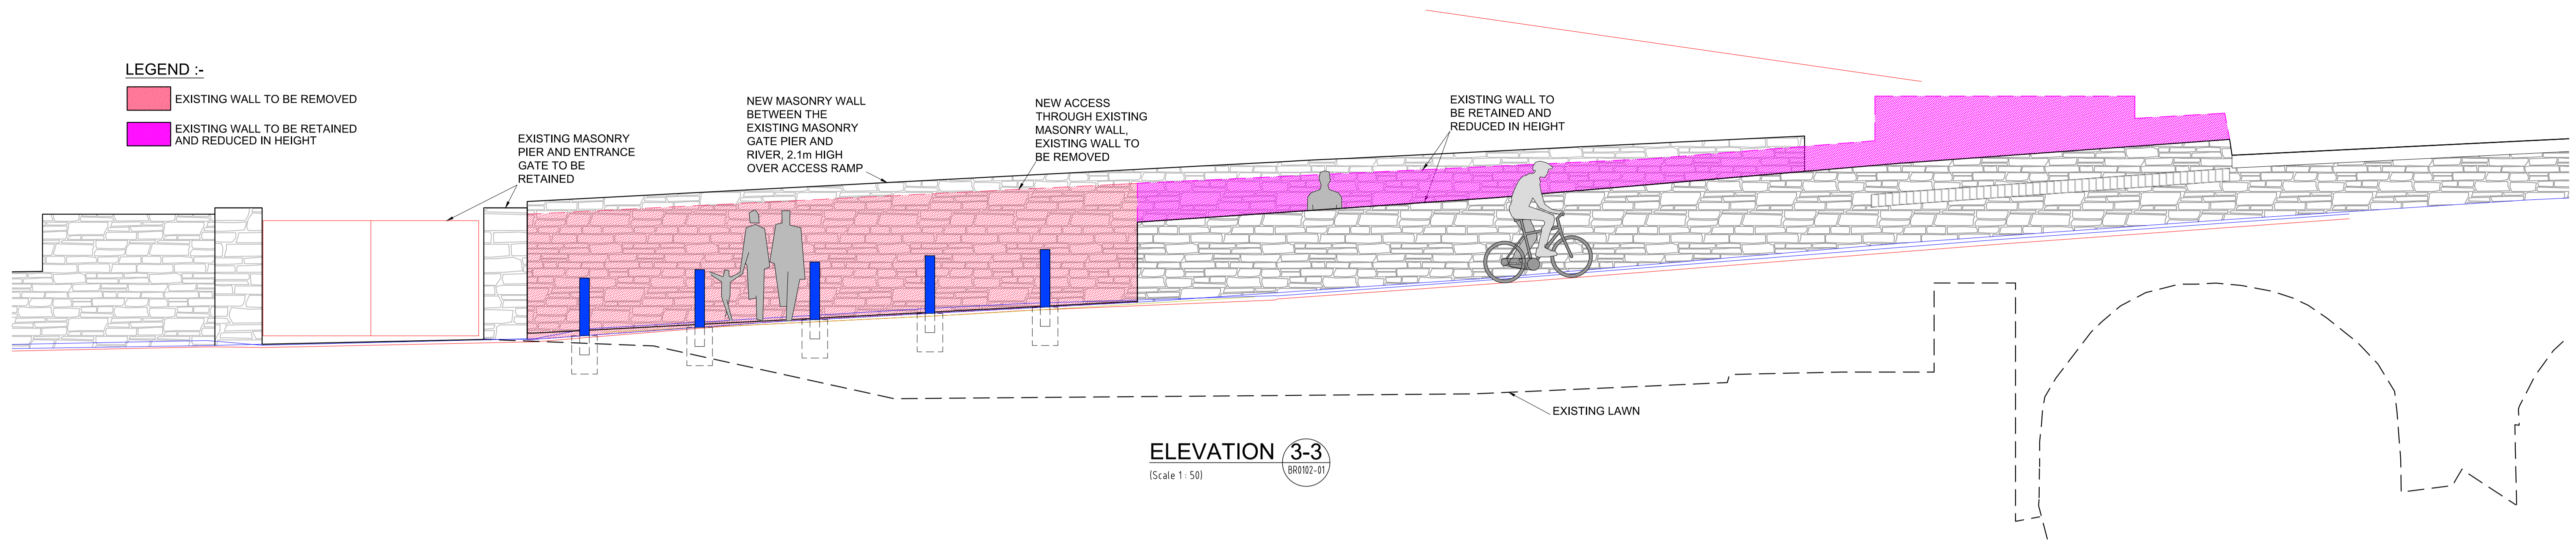 LEGEND :-
EXISTING WALL TO BE REMOVED
EXISTING WALL TO BE RETAINED
AND REDUCED IN HEIGHT
EXISTING MASONRY
PIER AND ENTRANCE
GATE TO BE
RETAINED
NEW MASONRY WALL
BETWEEN THE
EXISTING MASONRY
GATE PIER AND
RIVER, 2.1m HIGH
OVER ACCESS RAMP
NEW ACCESS
THROUGH EXISTING
MASONRY WALL,
EXISTING WALL TO
BE REMOVED
EXISTING WALL TO
BE RETAINED AND
REDUCED IN HEIGHT
EXISTING LAWN
ELEVATION 3-3
BR0102-01
(Scale 1 : 50)